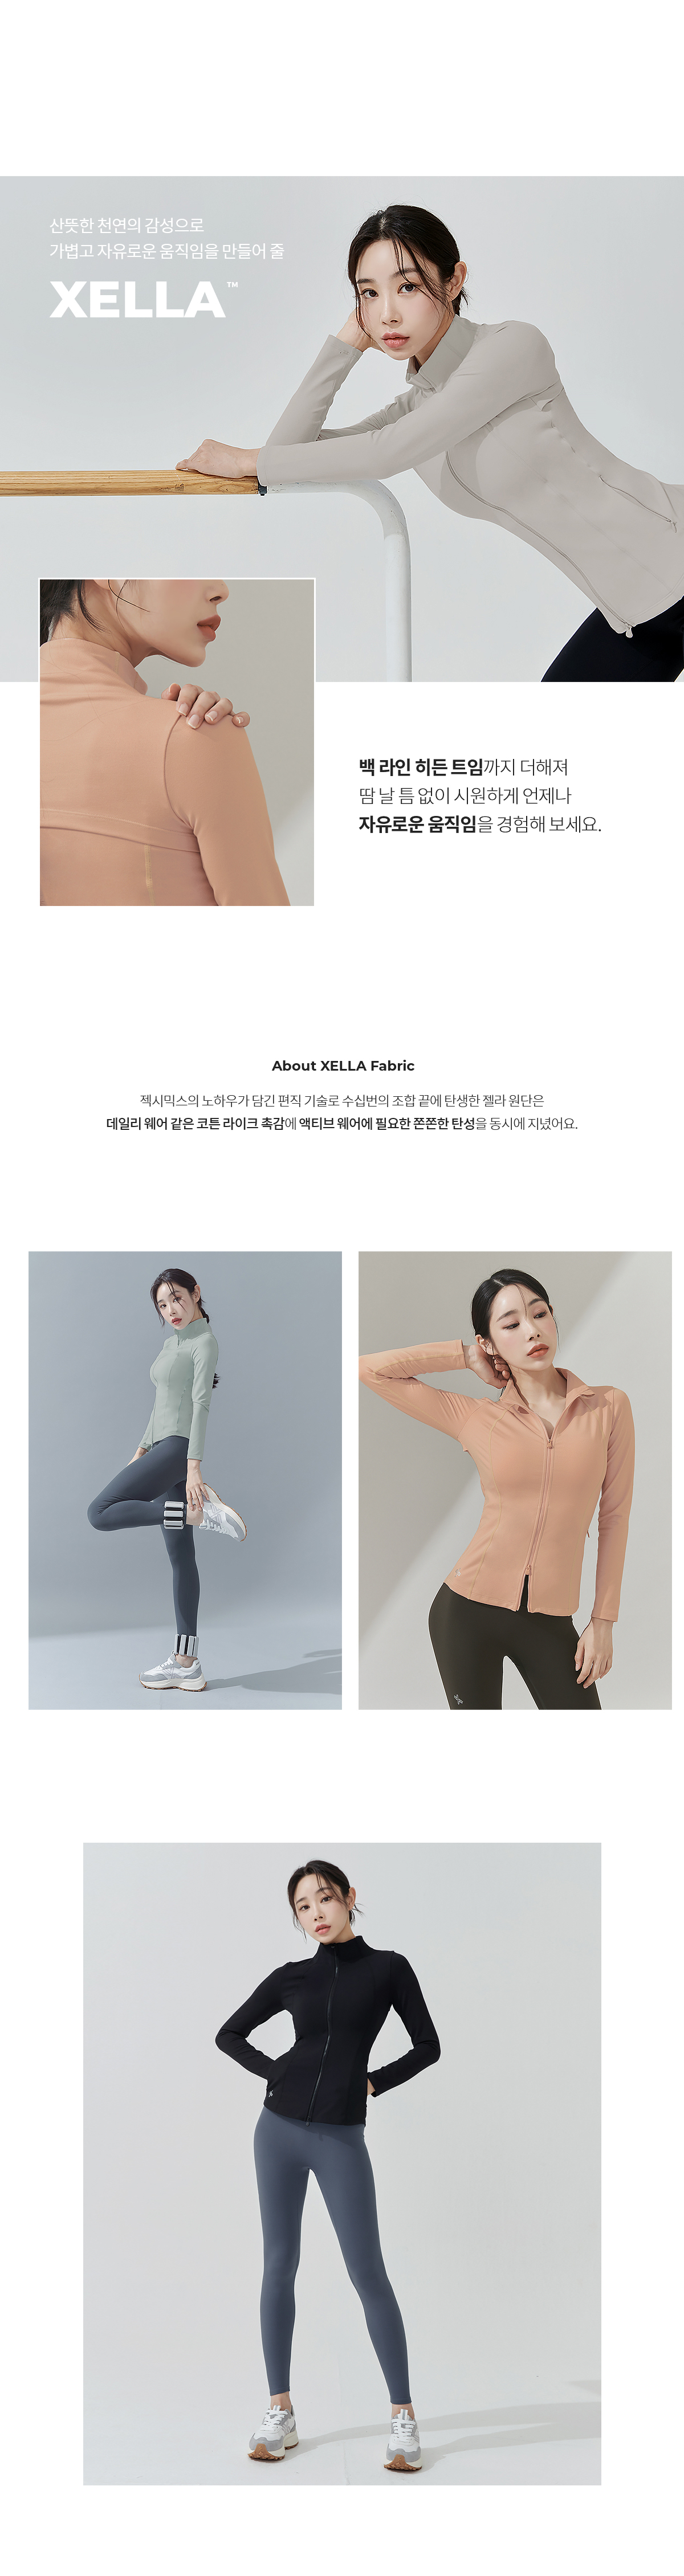 산뜻한 천연의 감성으로
가볍고 자유로운 움직임을 만들어 줄
XELLA™
백 라인 히든 트임까지 더해져
땀 날 틈 없이 시원하게 언제나
자유로운 움직임을 경험해 보세요.
About XELLA Fabric
젝시믹스의 노하우가 담긴 편직 기술로 수십번의 조합 끝에 탄생한 젤라 원단은
데일리 웨어 같은 코튼 라이크 촉감에 액티브 웨어에 필요한 쫀쫀한 탄성을 동시에 지녔어요.